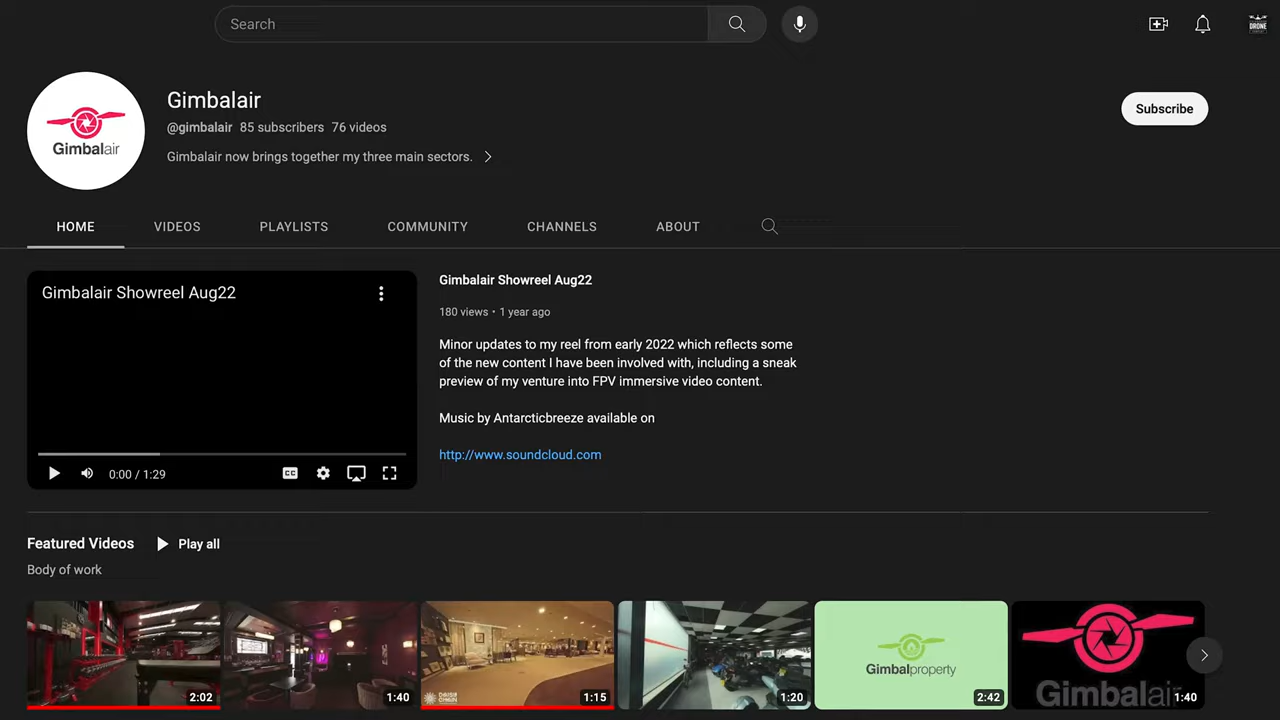 Search
DRONE
Gimbalair
Gimbalair
@gimbalair 85 subscribers 76 videos
Gimbalair now brings together my three main sectors.
Subscribe
HOME VIDEOS PLAYLISTS COMMUNITY CHANNELS ABOUT
Gimbalair Showreel Aug22
0:00 / 1:29
CC
Gimbalair Showreel Aug22
180 views • 1 year ago
Minor updates to my reel from early 2022 which reflects some
of the new content I have been involved with, including a sneak
preview of my venture into FPV immersive video content.
Music by Antarcticbreeze available on
http://www.soundcloud.com
Featured Videos Play all
Body of work
2:02
1:40
1:15
1:20
Gimbalproperty
2:42
Gimbalair
1:40